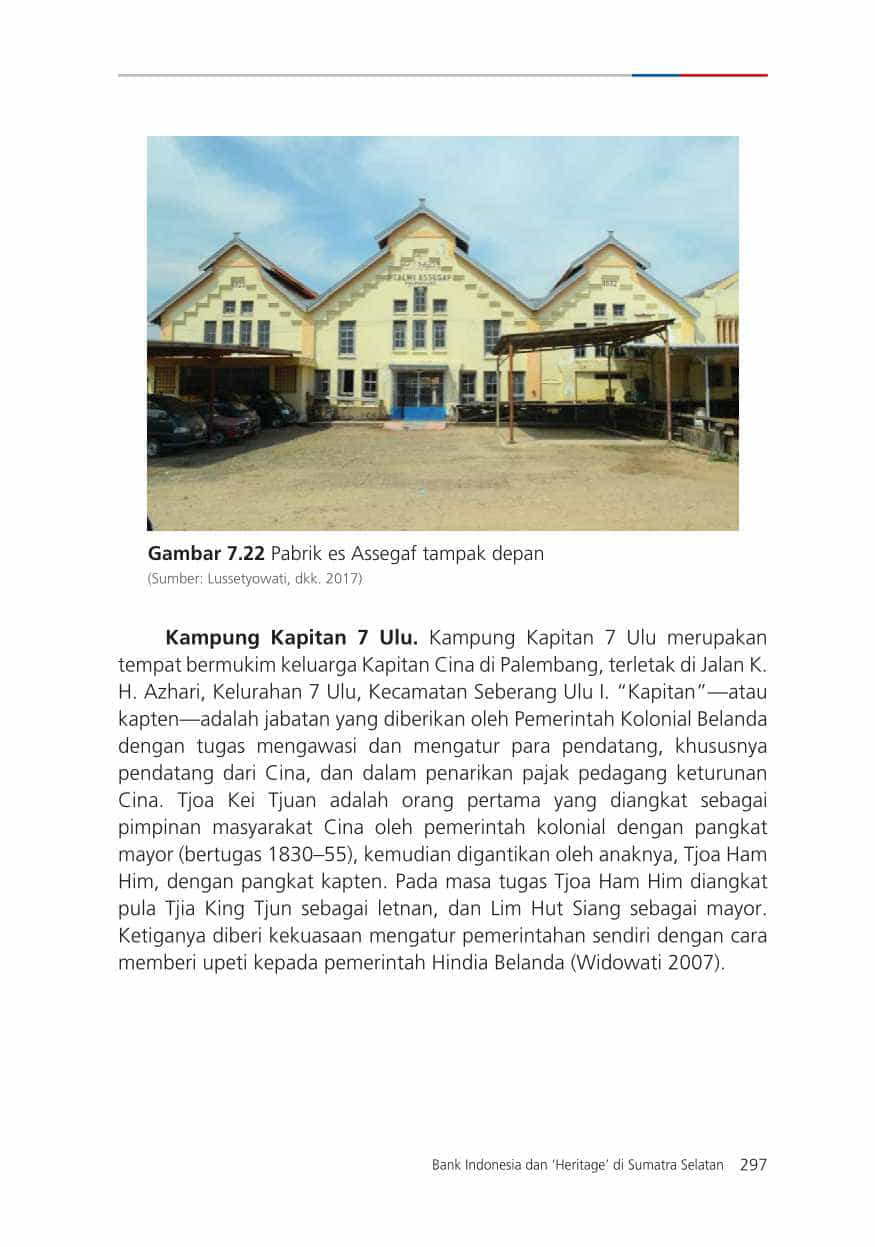 ALWI ASSEGAF
PALEMBANG
Gambar 7.22 Pabrik es Assegaf tampak depan
(Sumber: Lussetyowati, dkk. 2017)
Kampung Kapitan 7 Ulu. Kampung Kapitan 7 Ulu merupakan
tempat bermukim keluarga Kapitan Cina di Palembang, terletak di Jalan K.
H. Azhari, Kelurahan 7 Ulu, Kecamatan Seberang Ulu I. “Kapitan”—atau
kapten—adalah jabatan yang diberikan oleh Pemerintah Kolonial Belanda
dengan tugas mengawasi dan mengatur para pendatang, khususnya
pendatang dari Cina, dan dalam penarikan pajak pedagang keturunan
Cina. Tjoa Kei Tjuan adalah orang pertama yang diangkat sebagai
pimpinan masyarakat Cina oleh pemerintah kolonial dengan pangkat
mayor (bertugas 1830–55), kemudian digantikan oleh anaknya, Tjoa Ham
Him, dengan pangkat kapten. Pada masa tugas Tjoa Ham Him diangkat
pula Tjia King Tjun sebagai letnan, dan Lim Hut Siang sebagai mayor.
Ketiganya diberi kekuasaan mengatur pemerintahan sendiri dengan cara
memberi upeti kepada pemerintah Hindia Belanda (Widowati 2007).
Bank Indonesia dan ‘Heritage’ di Sumatra Selatan 297